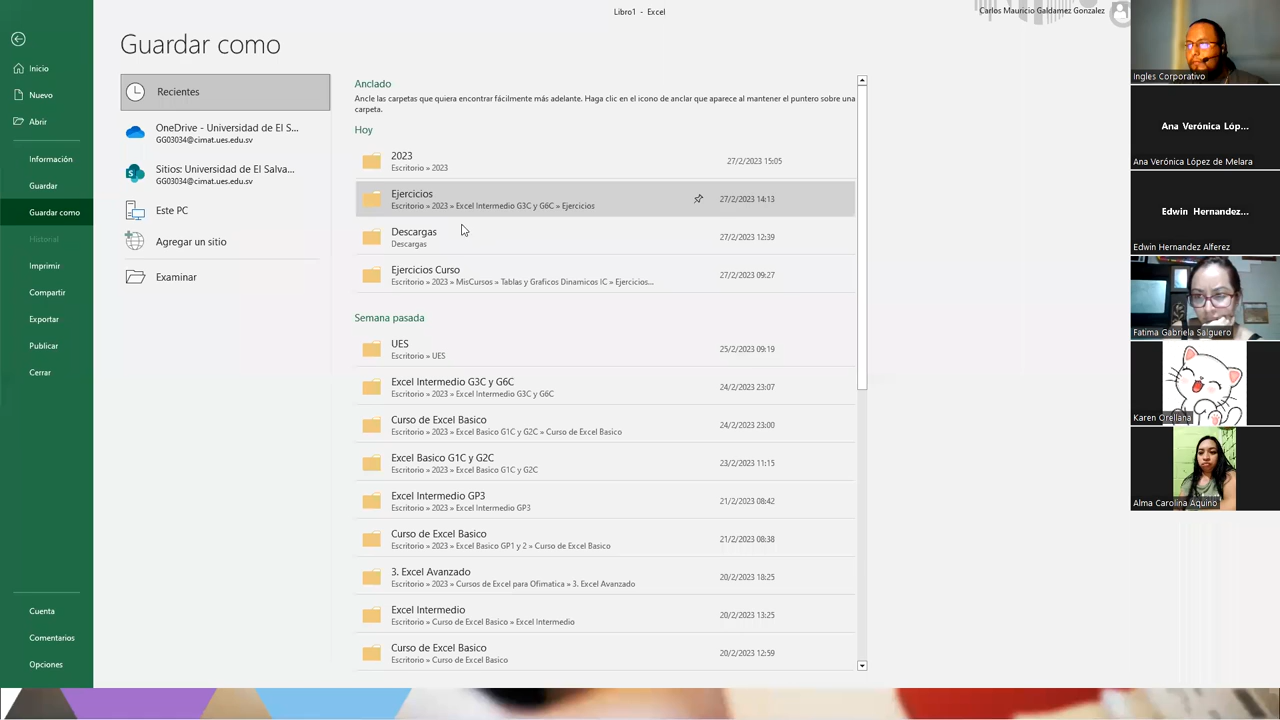 Libro1 - Excel
Carlos Mauricio Galdamez Gonzalez
Guardar como
Inicio
Nuevo
Abrir
Información
Guardar
Guardar como
Historial
Imprimir
Compartir
Exportar
Publicar
Cerrar
Cuenta
Comentarios
Opciones
Recientes
OneDrive - Universidad de El S...
GG03034@cimat.ues.edu.sv
Sitios: Universidad de El Salva...
GG03034@cimat.ues.edu.sv
Este PC
Agregar un sitio
Examinar
Anclado
Ancle las carpetas que quiera encontrar fácilmente más adelante. Haga clic en el icono de anclar que aparece al mantener el puntero sobre una
carpeta.
Hoy
2023
Escritorio » 2023
27/2/2023 15:05
Ejercicios
Escritorio » 2023 » Excel Intermedio G3C y G6C » Ejercicios
27/2/2023 14:13
Descargas
Descargas
27/2/2023 12:39
Ejercicios Curso
Escritorio » 2023 » MisCursos » Tablas y Graficos Dinamicos IC » Ejercicios...
27/2/2023 09:27
Semana pasada
UES
Escritorio » UES
25/2/2023 09:19
Excel Intermedio G3C y G6C
Escritorio » 2023 » Excel Intermedio G3C y G6C
24/2/2023 23:07
Curso de Excel Basico
Escritorio » 2023 » Excel Basico G1C y G2C » Curso de Excel Basico
24/2/2023 23:00
Excel Basico G1C y G2C
Escritorio » 2023 » Excel Basico G1C y G2C
23/2/2023 11:15
Excel Intermedio GP3
Escritorio » 2023 » Excel Intermedio GP3
21/2/2023 08:42
Curso de Excel Basico
Escritorio » 2023 » Excel Basico GP1 y 2 » Curso de Excel Basico
21/2/2023 08:38
3. Excel Avanzado
Escritorio » 2023 » Cursos de Excel para Ofimatica » 3. Excel Avanzado
20/2/2023 18:25
Excel Intermedio
Escritorio » Curso de Excel Basico » Excel Intermedio
20/2/2023 13:25
Curso de Excel Basico
Escritorio » Curso de Excel Basico
20/2/2023 12:59
Ingles Corporativo
Ana Verónica Lóp...
Ana Verónica López de Melara
Edwin Hernandez...
Edwin Hernandez Alferez
Fatima Gabriela Salguero
Karen Orellana
Alma Carolina Aquino